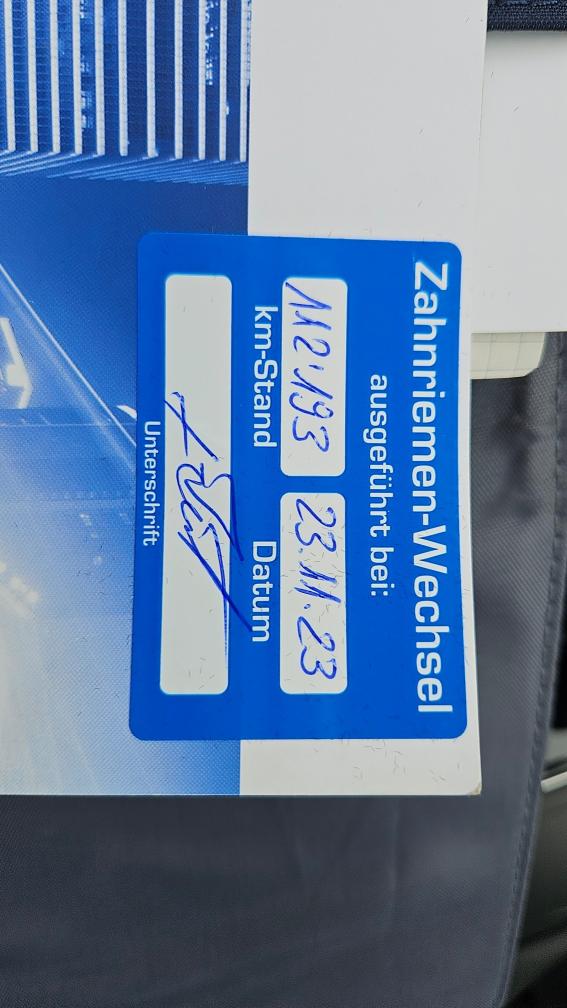 Zahnriemen-Wechsel
ausgeführt bei:
112'193 23.11.23
km-Stand Datum
Unterschrift